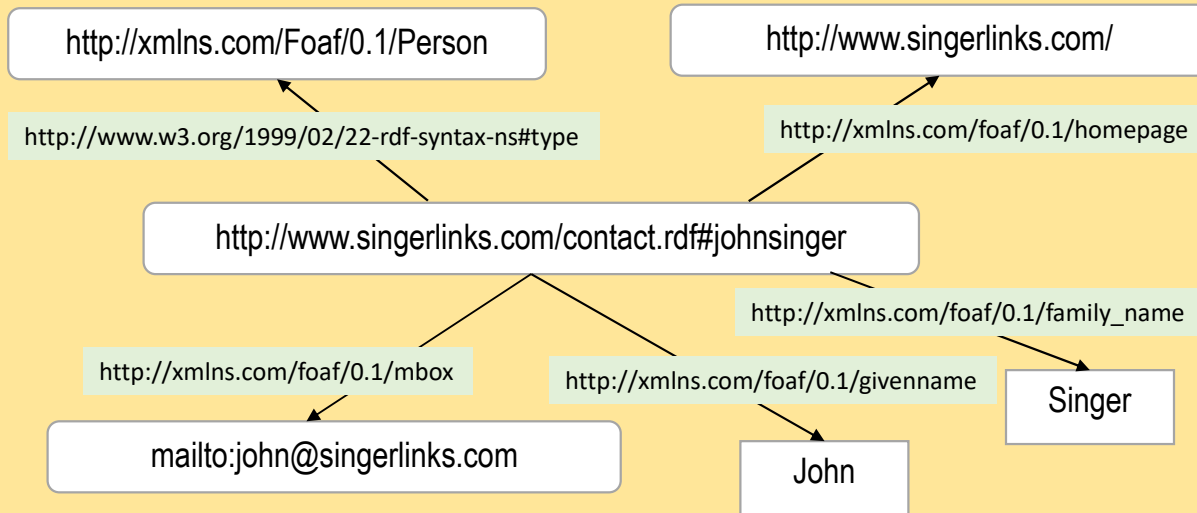 http://xmlns.com/Foaf/0.1/Person
http://www.singerlinks.com/
http://www.w3.org/1999/02/22-rdf-syntax-ns#type
http://xmlns.com/foaf/0.1/homepage
http://www.singerlinks.com/contact.rdf#johnsinger
http://xmlns.com/foaf/0.1/family_name
http://xmlns.com/foaf/0.1/mbox
http://xmlns.com/foaf/0.1/givenname
Singer
mailto:john@singerlinks.com
John